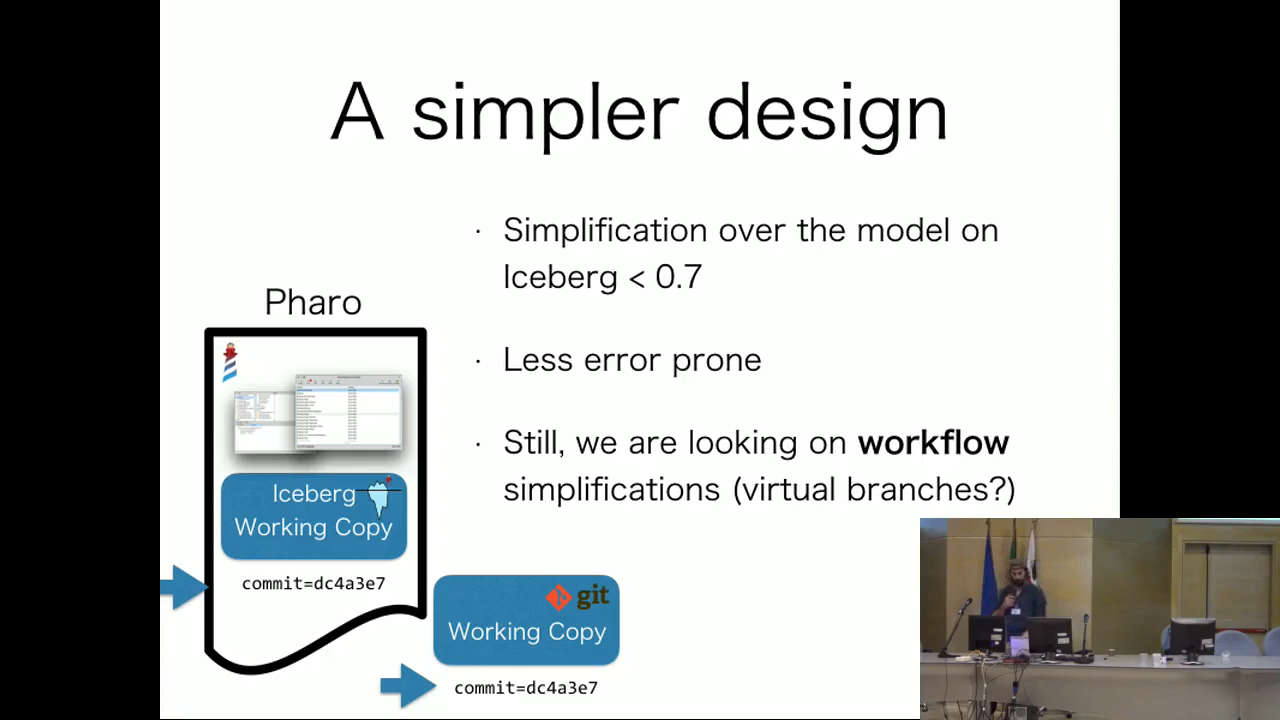 A simpler design
· Simplification over the model on
Iceberg < 0.7
· Less error prone
· Still, we are looking on workflow
simplifications (virtual branches?)
Pharo
Iceberg
Working Copy
commit=dc4a3e7
git
Working Copy
commit=dc4a3e7